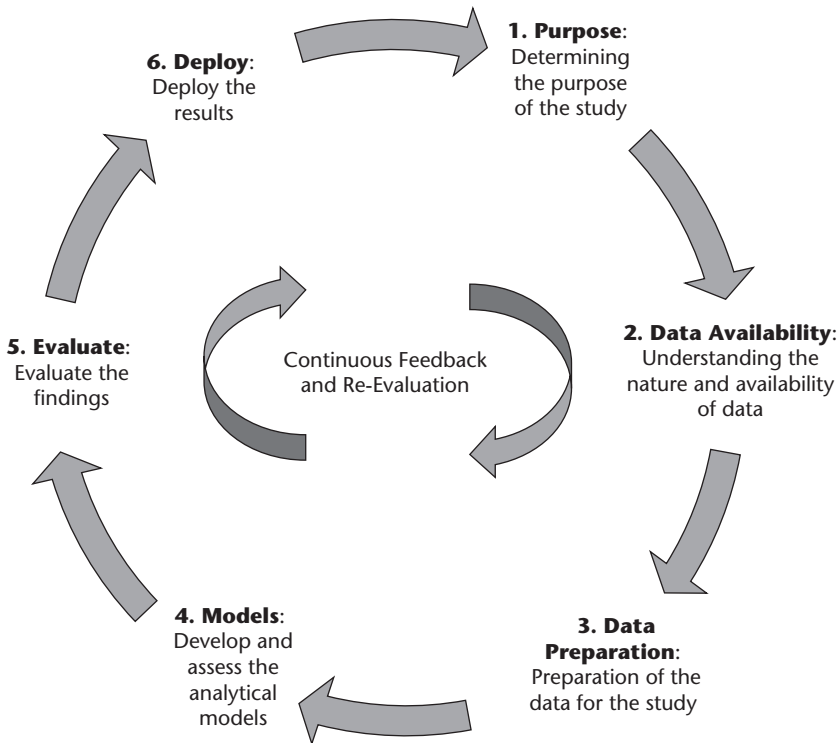 1. Purpose:
Determining
the purpose
of the study
2. Data Availability:
Understanding the
nature and availability
of data
3. Data
Preparation:
Preparation of the
data for the study
4. Models:
Develop and
assess the
analytical
models
5. Evaluate:
Evaluate the
findings
6. Deploy:
Deploy the
results
Continuous Feedback
and Re-Evaluation